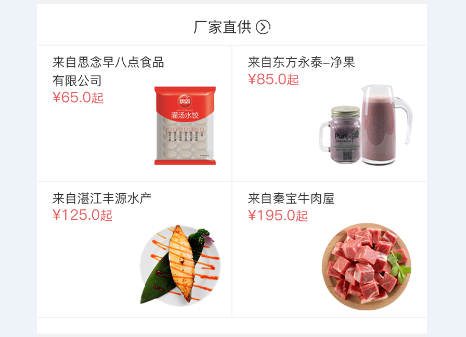 厂家直供
来自思念早八点食品
有限公司
¥65.0起
思念
灌汤水饺
来自东方永泰-净果
¥85.0起
来自湛江丰源水产
¥125.0起
来自秦宝牛肉屋
¥195.0起